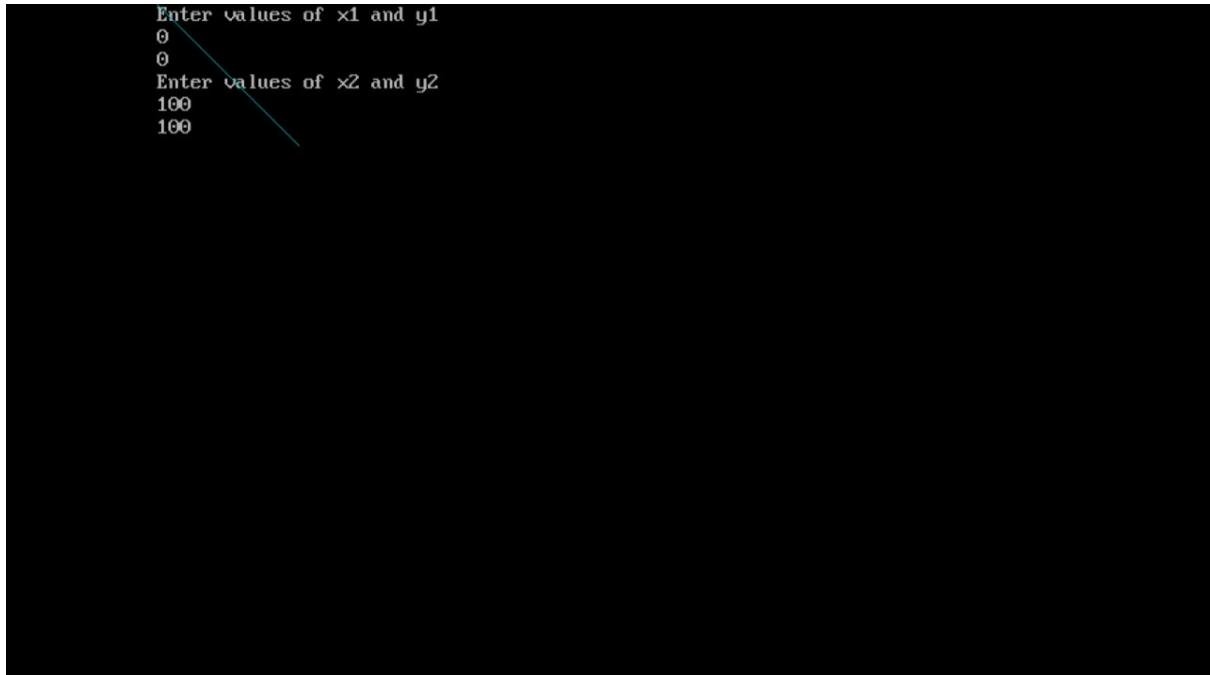 Enter values of x1 and y1
0
0
Enter values of x2 and y2
100
100